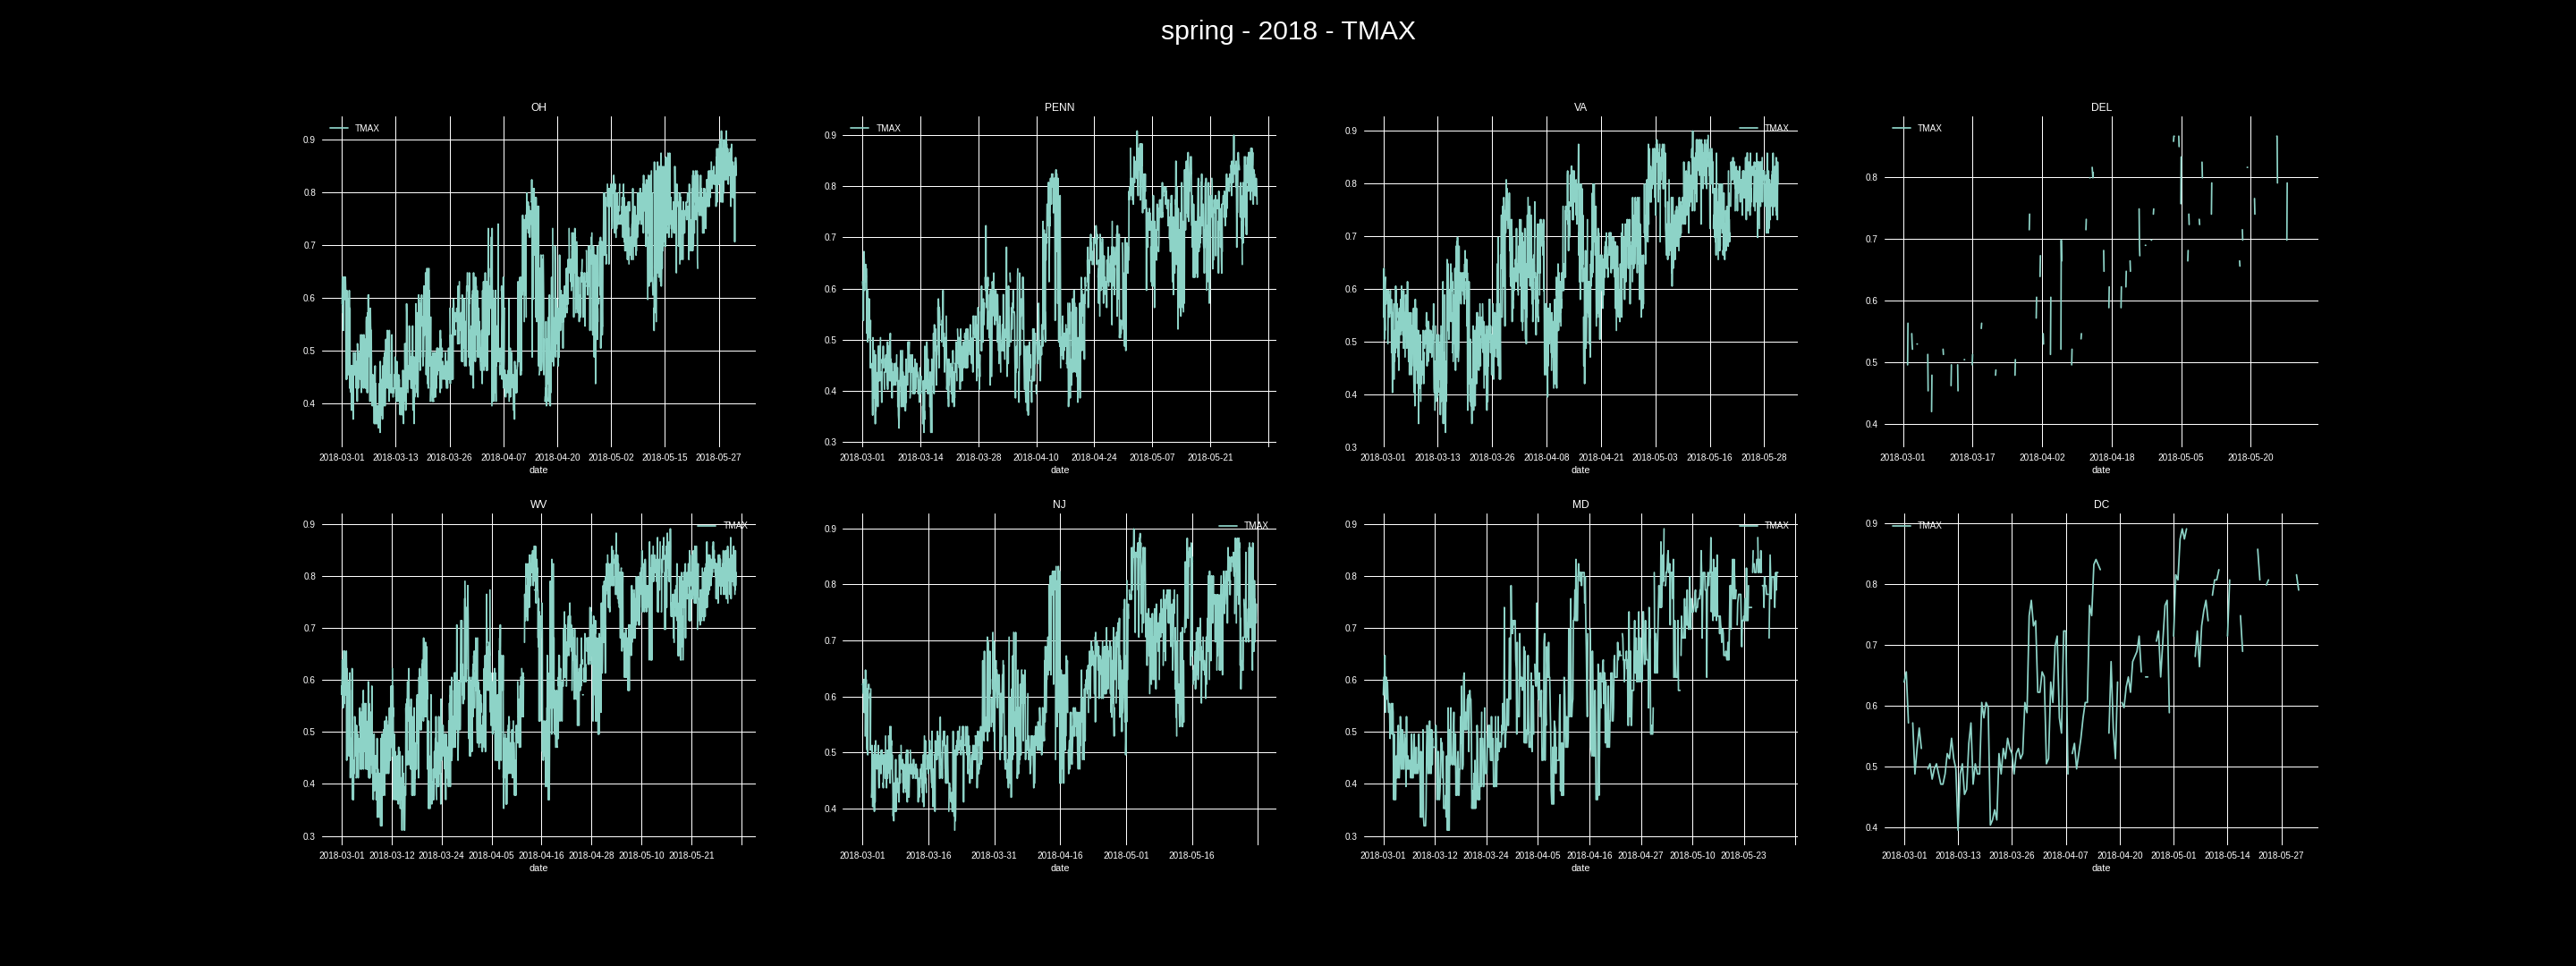 spring - 2018 - TMAX
OH
TMAX
0.9
0.8
0.7
0.6
0.5
0.4
2018-03-01 2018-03-13 2018-03-26 2018-04-07 2018-04-20 2018-05-02 2018-05-15 2018-05-27
date
PENN
TMAX
0.9
0.8
0.7
0.6
0.5
0.4
0.3
2018-03-01 2018-03-14 2018-03-28 2018-04-10 2018-04-24 2018-05-07 2018-05-21
date
VA
TMAX
0.9
0.8
0.7
0.6
0.5
0.4
0.3
2018-03-01 2018-03-13 2018-03-26 2018-04-08 2018-04-21 2018-05-03 2018-05-16 2018-05-28
date
DEL
TMAX
0.8
0.7
0.6
0.5
0.4
2018-03-01 2018-03-17 2018-04-02 2018-04-18 2018-05-05 2018-05-20
date
WV
TMAX
0.9
0.8
0.7
0.6
0.5
0.4
0.3
2018-03-01 2018-03-12 2018-03-24 2018-04-05 2018-04-16 2018-04-28 2018-05-10 2018-05-21
date
NJ
TMAX
0.9
0.8
0.7
0.6
0.5
0.4
2018-03-01 2018-03-16 2018-03-31 2018-04-16 2018-05-01 2018-05-16
date
MD
TMAX
0.9
0.8
0.7
0.6
0.5
0.4
0.3
2018-03-01 2018-03-12 2018-03-24 2018-04-05 2018-04-16 2018-04-27 2018-05-10 2018-05-23
date
DC
TMAX
0.9
0.8
0.7
0.6
0.5
0.4
2018-03-01 2018-03-13 2018-03-26 2018-04-07 2018-04-20 2018-05-01 2018-05-14 2018-05-27
date